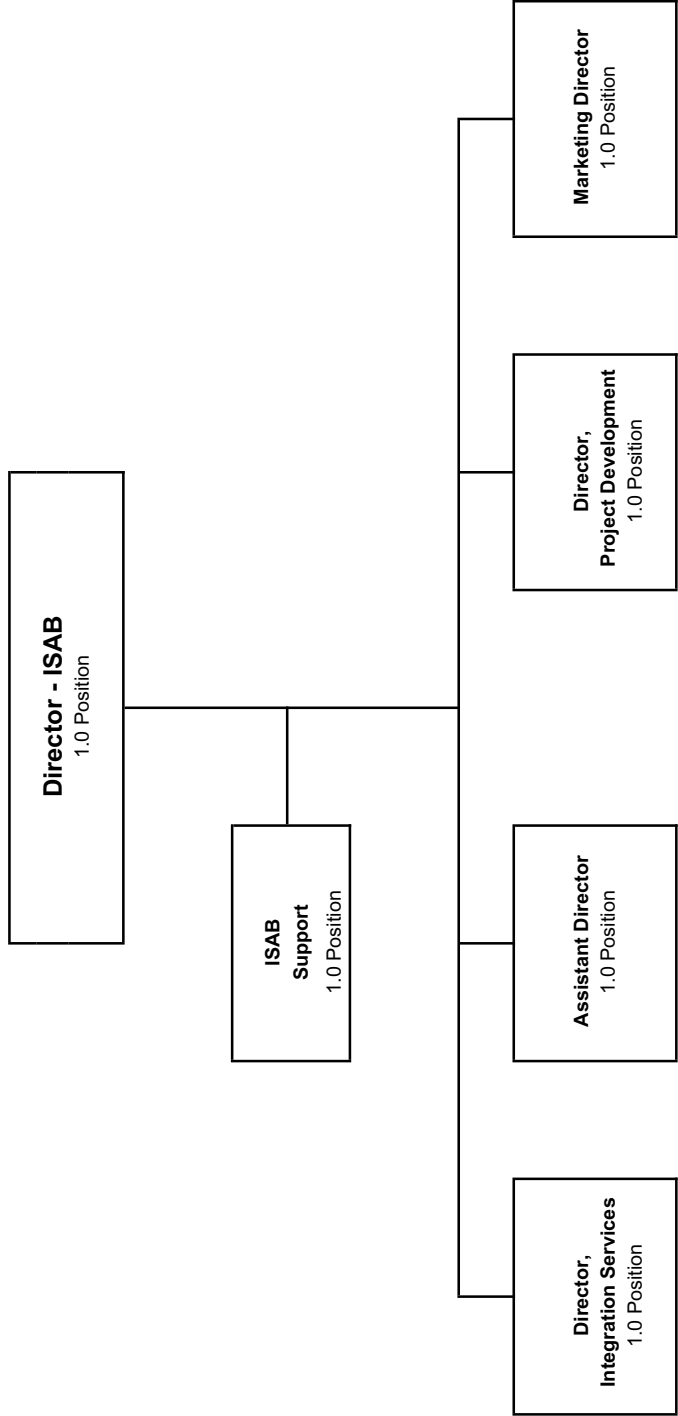 Director - ISAB
1.0 Position
ISAB
Support
1.0 Position
Director,
Integration Services
1.0 Position
Assistant Director
1.0 Position
Director,
Project Development
1.0 Position
Marketing Director
1.0 Position